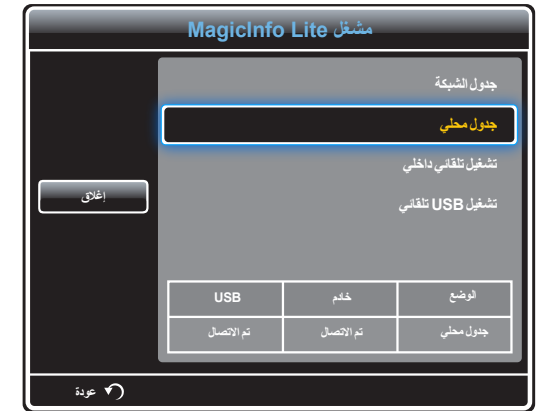 مشغل MagicInfo Lite
جدول الشبكة
جدول محلي
تشغيل تلقائي داخلي
تشغيل USB تلقائي
إغلاق
الوضع خادم USB
جدول محلي تم الاتصال تم الاتصال
عودة